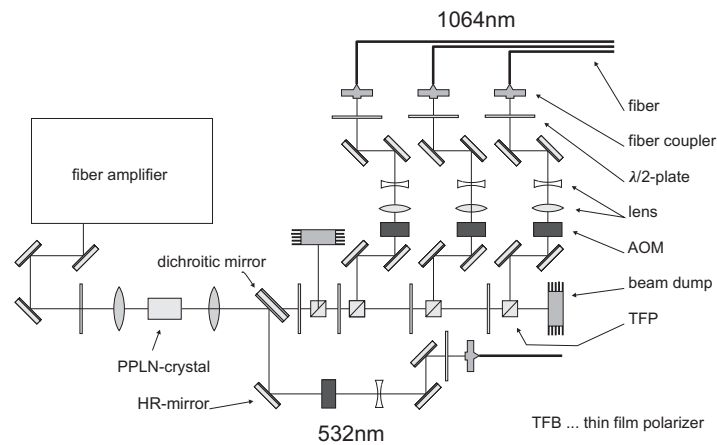 1064nm
fiber
fiber coupler
λ/2-plate
lens
AOM
beam dump
TFP
fiber amplifier
dichroitic mirror
PPLN-crystal
HR-mirror
532nm
TFB ... thin film polarizer